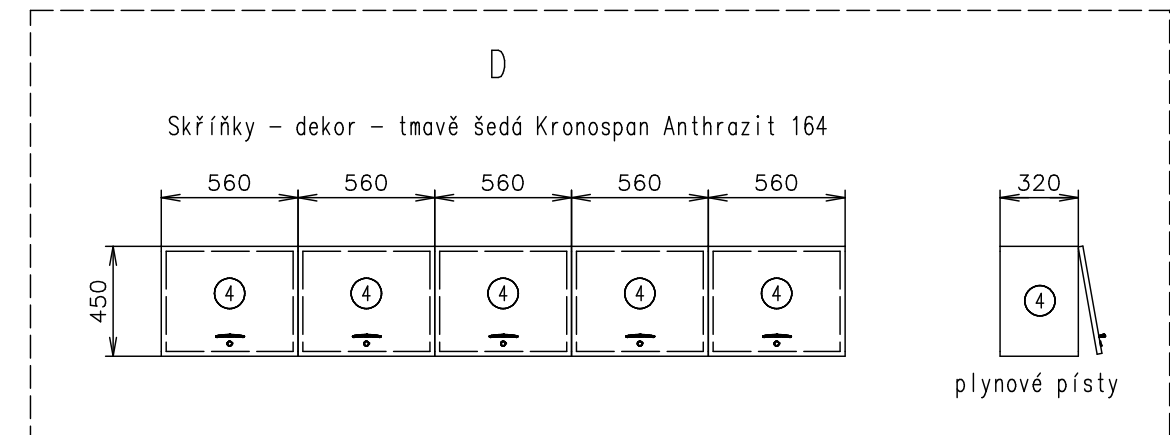 D
Skříňky – dekor – tmavě šedá Kronospan Anthrazit 164
560 560 560 560 560 320
450 4 4 4 4 4 4
plynové písty